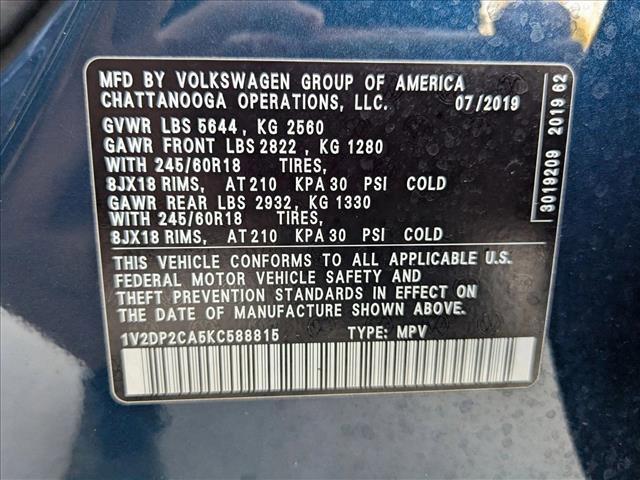 MFD BY VOLKSWAGEN GROUP OF AMERICA
CHATTANOOGA OPERATIONS, LLC. 07/2019
GVWR LBS 5644 , KG 2560
GAWR FRONT LBS 2822 , KG 1280
WITH 245/60R18 TIRES,
8JX18 RIMS, AT 210 KPA 30 PSI COLD
GAWR REAR LBS 2932, KG 1330
WITH 245/60R18 TIRES,
8JX18 RIMS, AT 210 KPA 30 PSI COLD
THIS VEHICLE CONFORMS TO ALL APPLICABLE U.S.
FEDERAL MOTOR VEHICLE SAFETY AND
THEFT PREVENTION STANDARDS IN EFFECT ON
THE DATE OF MANUFACTURE SHOWN ABOVE.
1V2DP2CA5KC588815 TYPE: MPV
3019209 2019 62